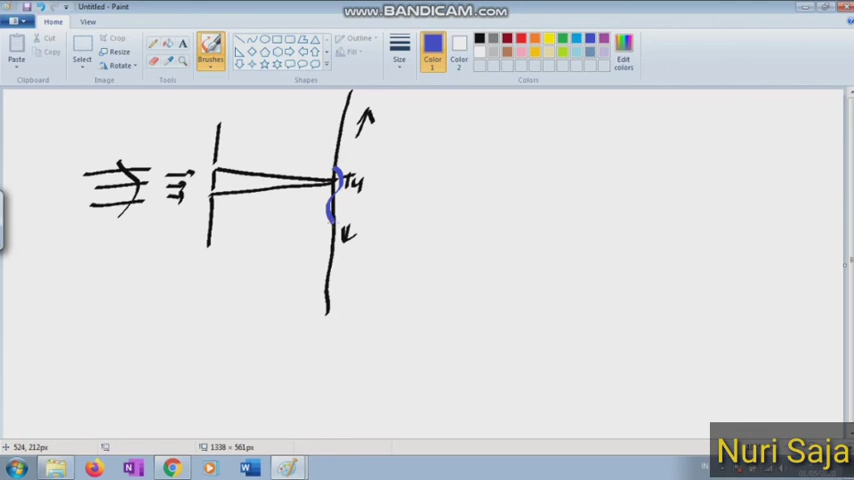 Untitled - Paint
WWW.BANDICAM.COM
Home
View
Paste
Cut
Copy
Clipboard
Select
Crop
Resize
Rotate
Image
Tools
Brushes
Shapes
Outline
Fill
Size
Color 1
Color 2
Edit colors
Colors
524, 212px
1338 × 561px
IN
Nuri Saja